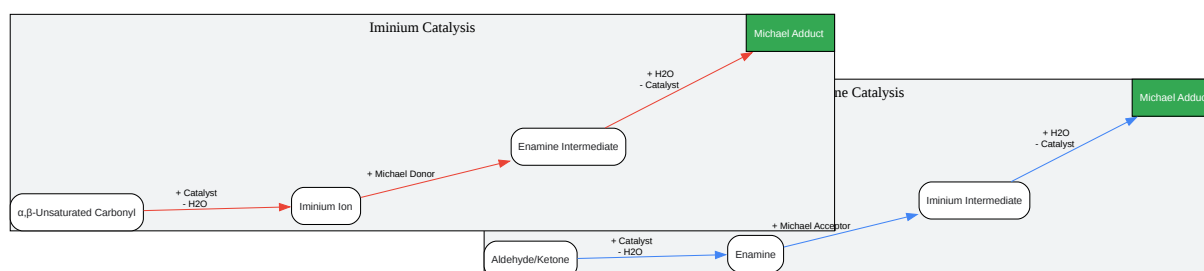 Iminium Catalysis
Michael Adduct
+ H2O
- Catalyst
Enamine Intermediate
+ Michael Donor
+ Catalyst
- H2O
Iminium Ion
α,β-Unsaturated Carbonyl
ne Catalysis
Michael Adduct
+ H2O
- Catalyst
Iminium Intermediate
+ Michael Acceptor
+ Catalyst
- H2O
Enamine
Aldehyde/Ketone